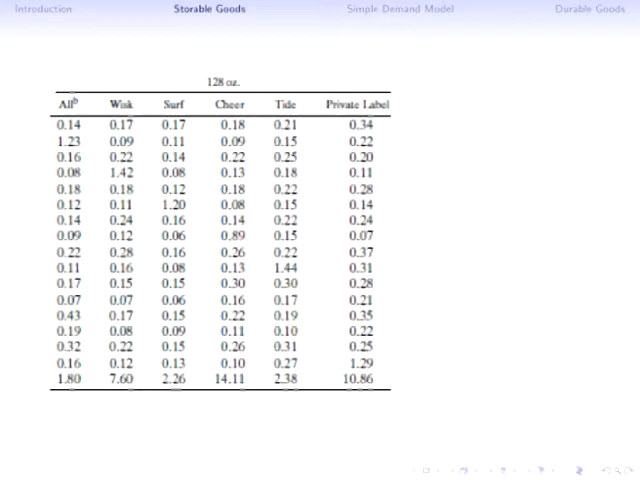 Introduction Storable Goods Simple Demand Model Durable Goods
128 oz.
Allb Wisk Surf Cheer Tide Private Label
0.14 0.17 0.17 0.18 0.21 0.34
1.23 0.09 0.11 0.09 0.15 0.22
0.16 0.22 0.14 0.22 0.25 0.20
0.08 1.42 0.08 0.13 0.18 0.11
0.18 0.18 0.12 0.18 0.22 0.28
0.12 0.11 1.20 0.08 0.15 0.14
0.14 0.24 0.16 0.14 0.22 0.24
0.09 0.12 0.06 0.89 0.15 0.07
0.22 0.28 0.16 0.26 0.22 0.37
0.11 0.16 0.08 0.13 1.44 0.31
0.17 0.15 0.15 0.30 0.30 0.28
0.07 0.07 0.06 0.16 0.17 0.21
0.43 0.17 0.15 0.22 0.19 0.35
0.19 0.08 0.09 0.11 0.10 0.22
0.32 0.22 0.15 0.26 0.31 0.25
0.16 0.12 0.13 0.10 0.27 1.29
1.80 7.60 2.26 14.11 2.38 10.86